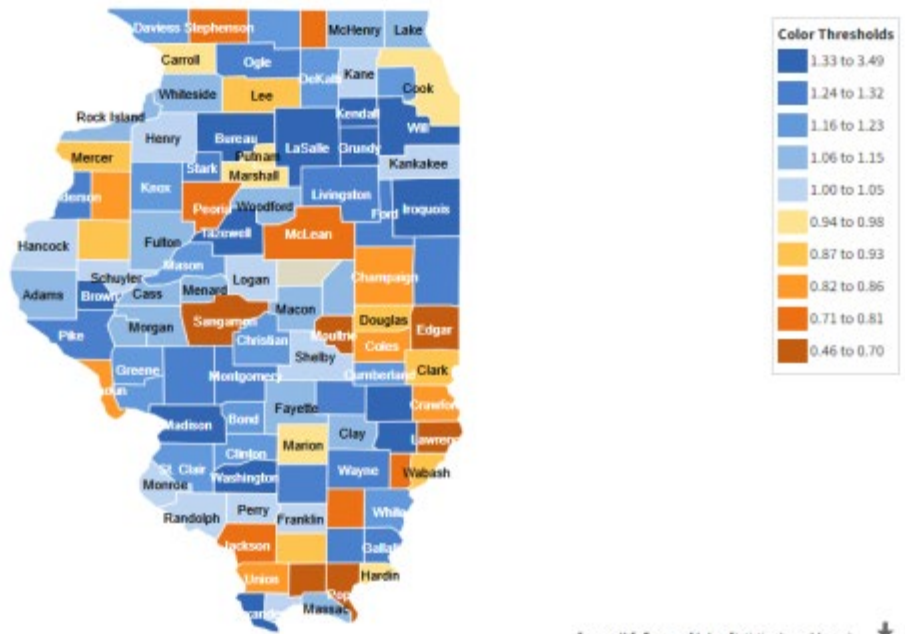 Daviess Stephenson McHenry Lake
Carroll Ogle DeKalb Kane Cook
Whiteside Lee
Rock Island Kendall Will
Henry Bureau LaSalle Grundy
Mercer Putnam Kankakee
Stark Marshall
Knox Livingston
Peoria Woodford Ford Iroquois
Hancock Fulton Tazewell McLean
Mason
Schuyler Logan Champaign
Adams Brown Cass Menard
Macon
Pike Morgan Sangamon Moultrie Douglas Edgar
Christian Coles
Shelby
Greene Montgomery Cumberland Clark
Fayette Crawford
Madison Bond Clay Lawrenc
Marion
Clinton
St. Clair Washington Wayne Wabash
Monroe
Randolph Perry Franklin White
Jackson Gallat
Union Hardin
Pop
Massac
Color Thresholds
1.33 to 3.49
1.24 to 1.32
1.16 to 1.23
1.06 to 1.15
1.00 to 1.05
0.94 to 0.98
0.87 to 0.93
0.82 to 0.86
0.71 to 0.81
0.46 to 0.70